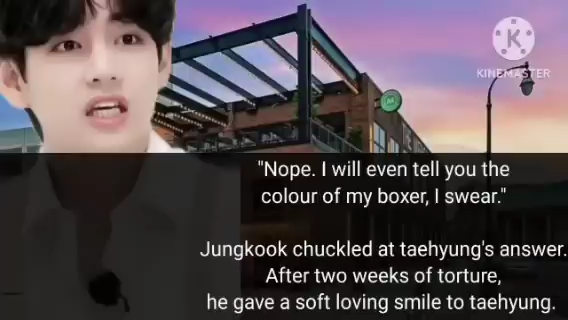 KINEMASTER
"Nope. I will even tell you the
colour of my boxer, I swear."
Jungkook chuckled at taehyung's answer.
After two weeks of torture,
he gave a soft loving smile to taehyung.